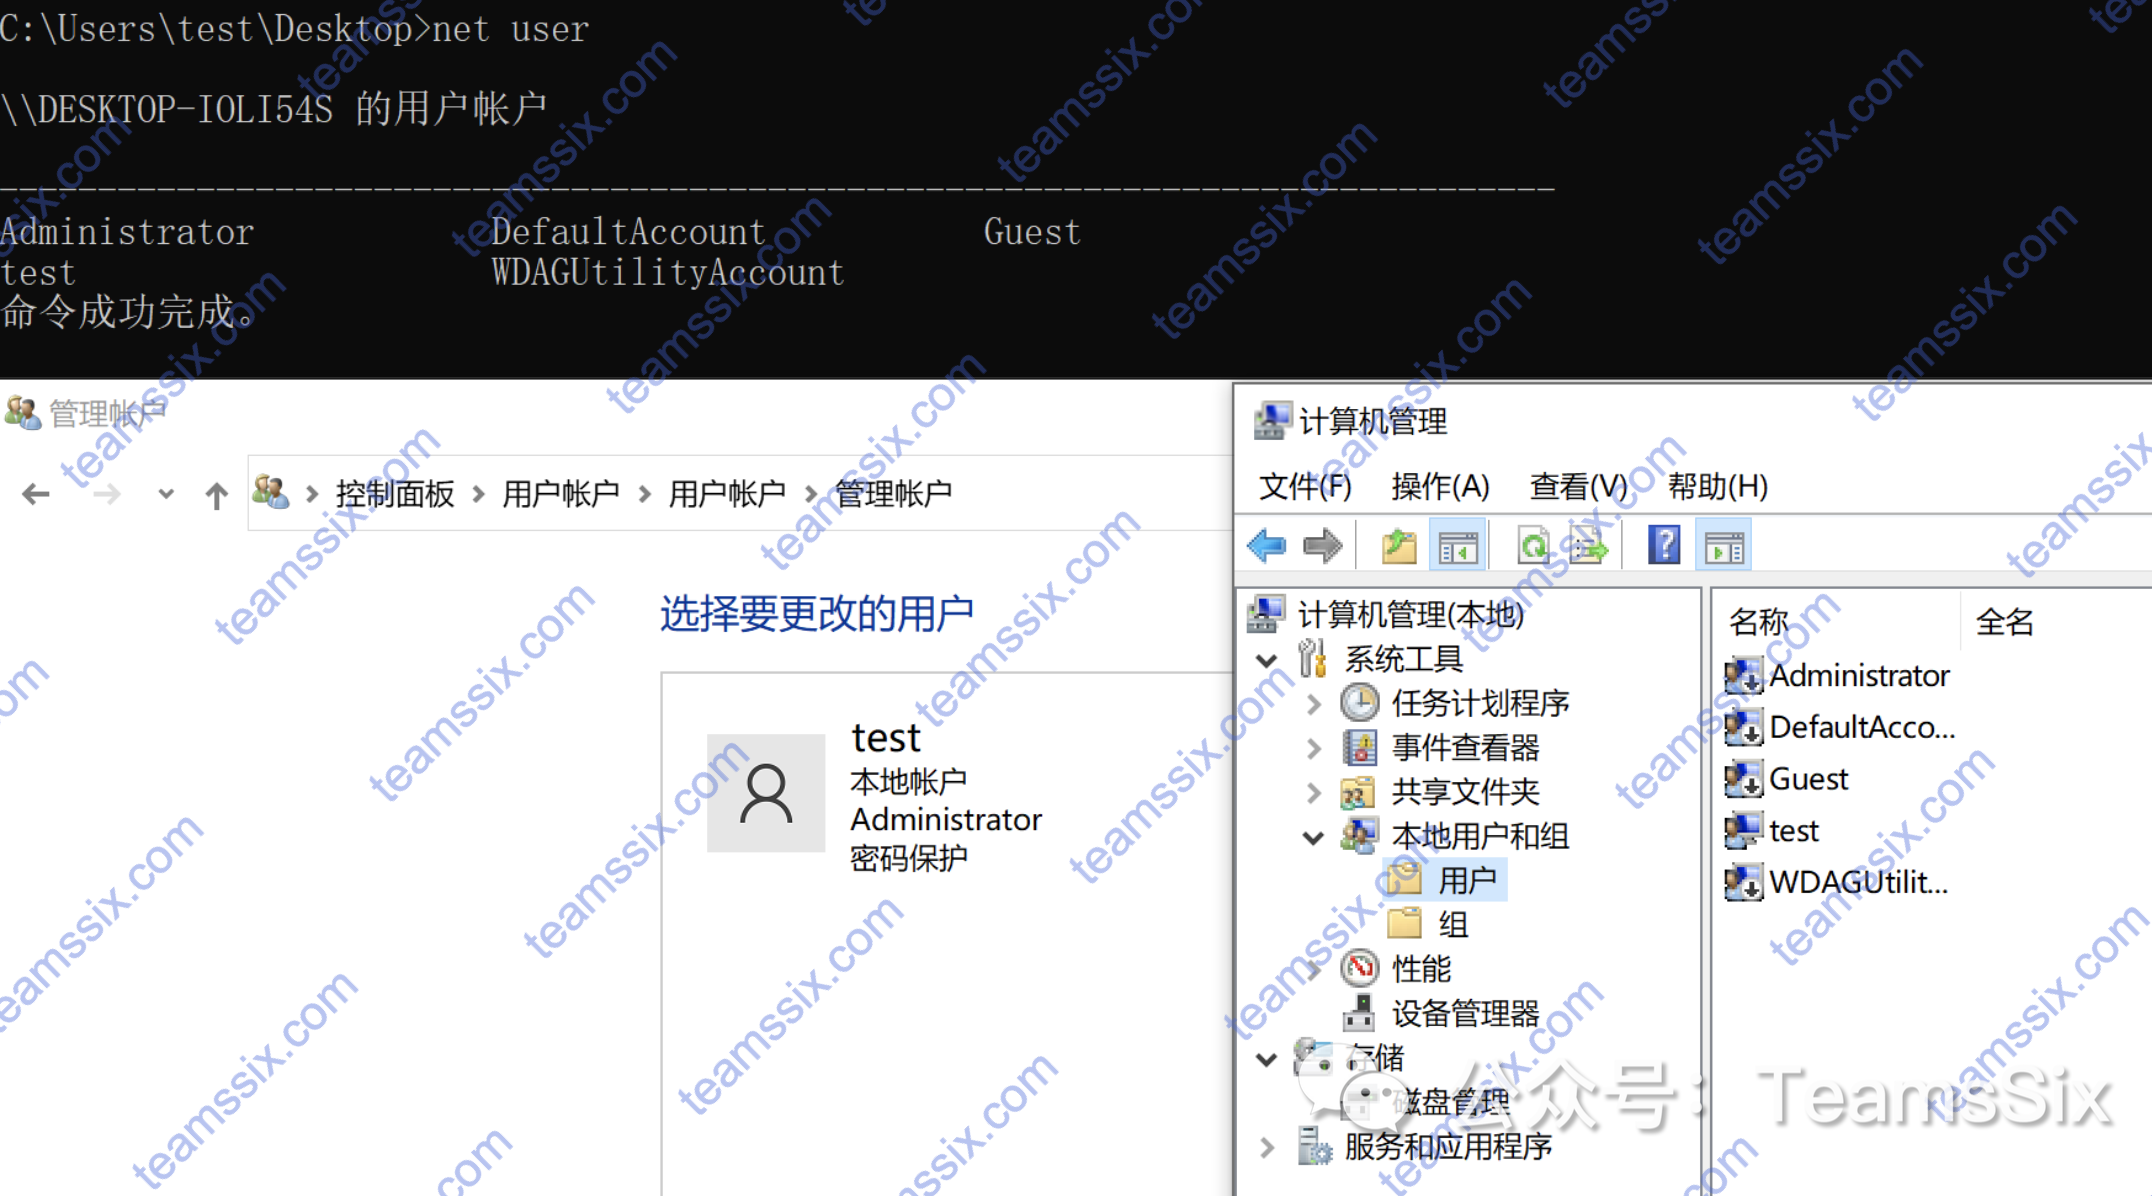 C:\Users\test\Desktop>net user
\\DESKTOP-IOLI54S 的用户帐户
-------------------------------------------------------------------------------
Administrator DefaultAccount Guest
test WDAGUtilityAccount
命令成功完成。
管理帐户
控制面板 > 用户帐户 > 用户帐户 > 管理帐户
选择要更改的用户
test
本地帐户
Administrator
密码保护
计算机管理
文件(F) 操作(A) 查看(V) 帮助(H)
计算机管理(本地)
系统工具
任务计划程序
事件查看器
共享文件夹
本地用户和组
用户
组
性能
设备管理器
存储
磁盘管理
服务和应用程序
名称 全名
Administrator
DefaultAcco...
Guest
test
WDAGUtilit...
公众号：TeamsSix
teamssix.com